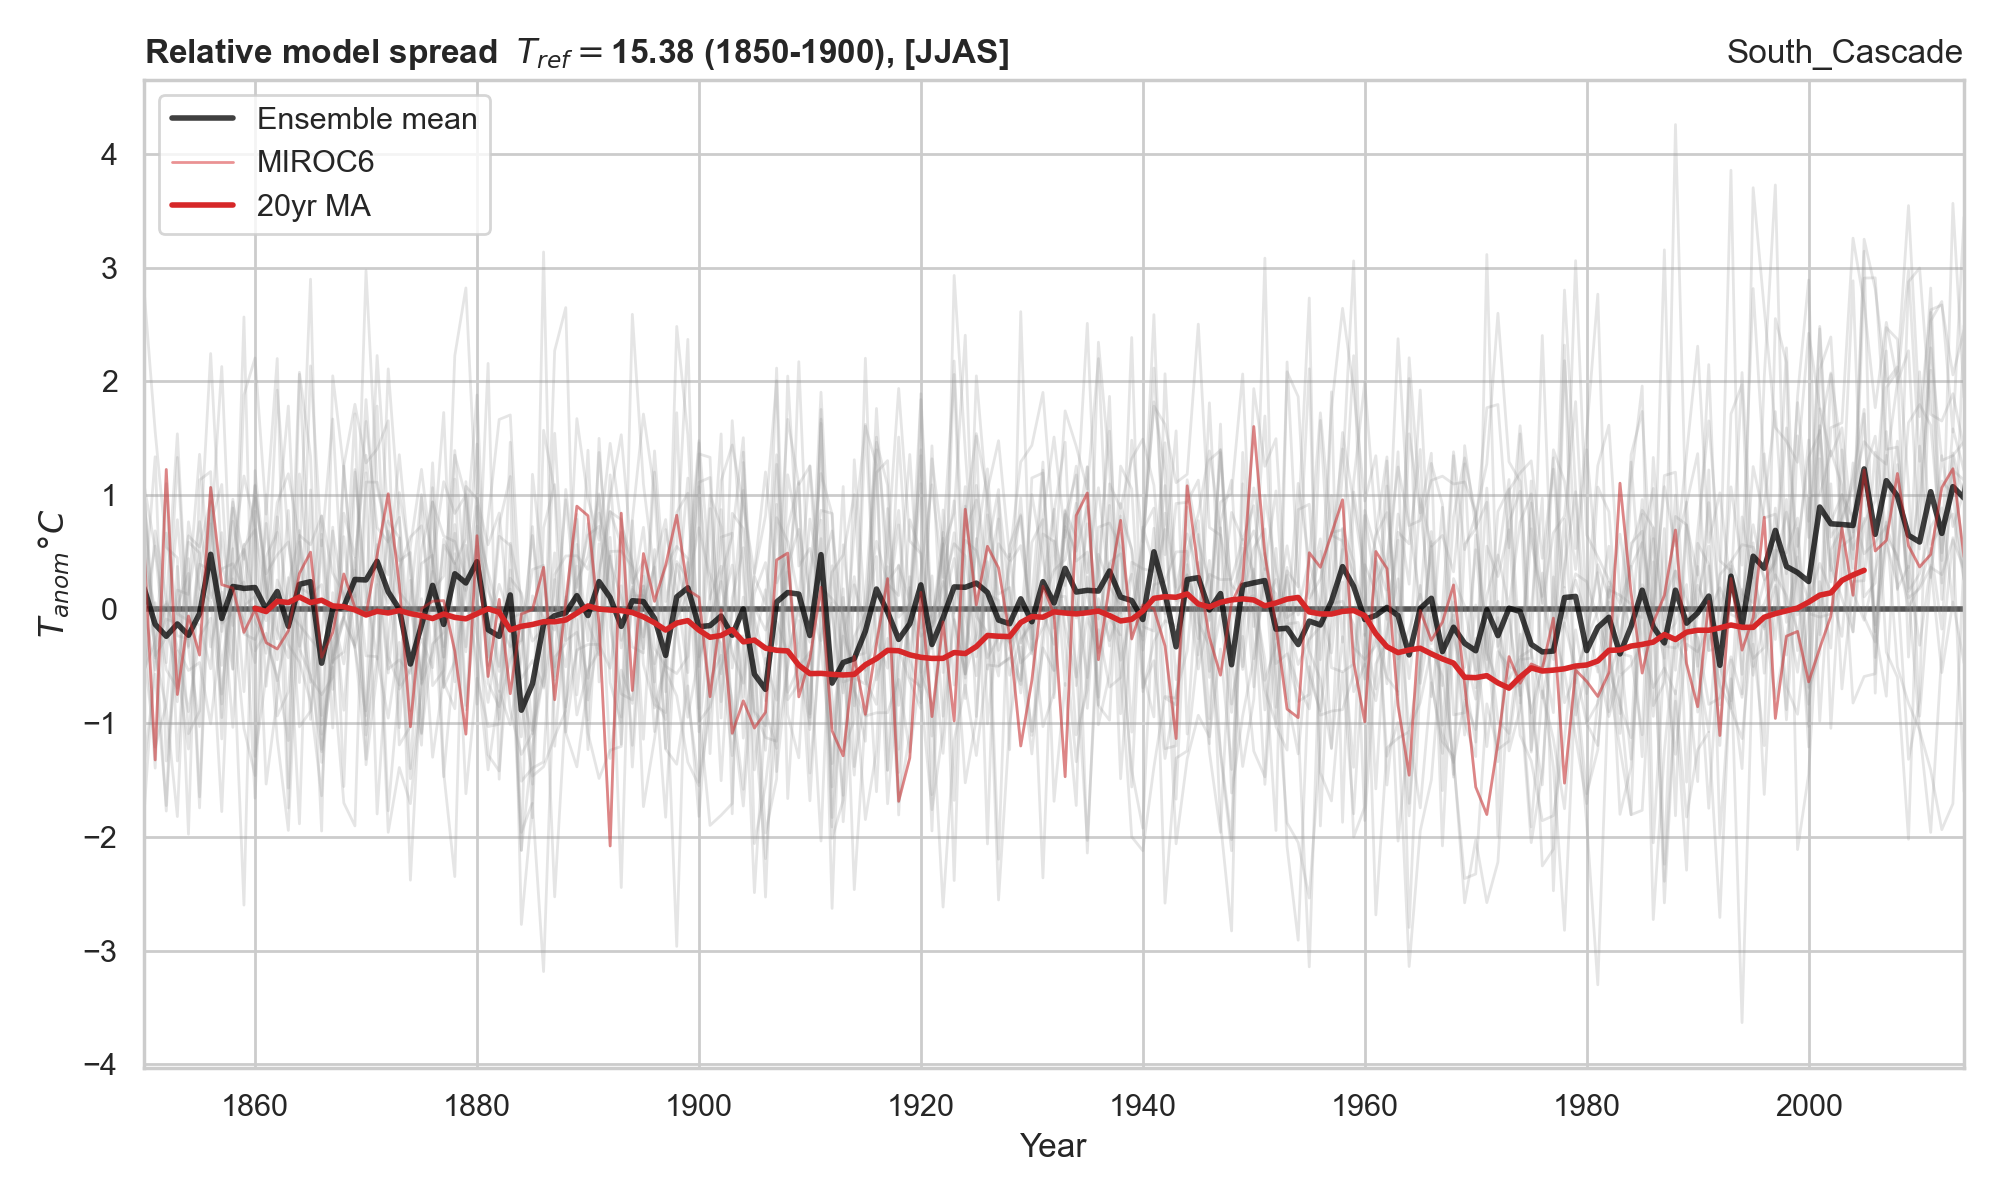 Relative model spread T_ref = 15.38 (1850-1900), [JJAS]
South_Cascade
Ensemble mean
MIROC6
20yr MA
T_anom °C
4
3
2
1
0
−1
−2
−3
−4
1860 1880 1900 1920 1940 1960 1980 2000
Year